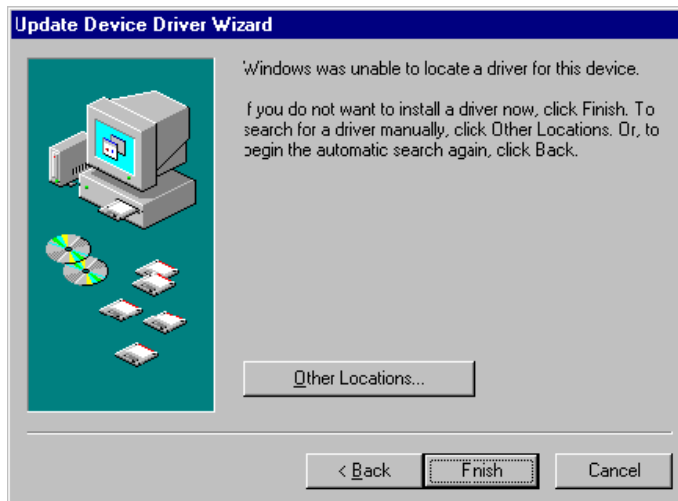 Update Device Driver Wizard
Windows was unable to locate a driver for this device.
If you do not want to install a driver now, click Finish. To
search for a driver manually, click Other Locations. Or, to
begin the automatic search again, click Back.
Other Locations...
< Back
Finish
Cancel